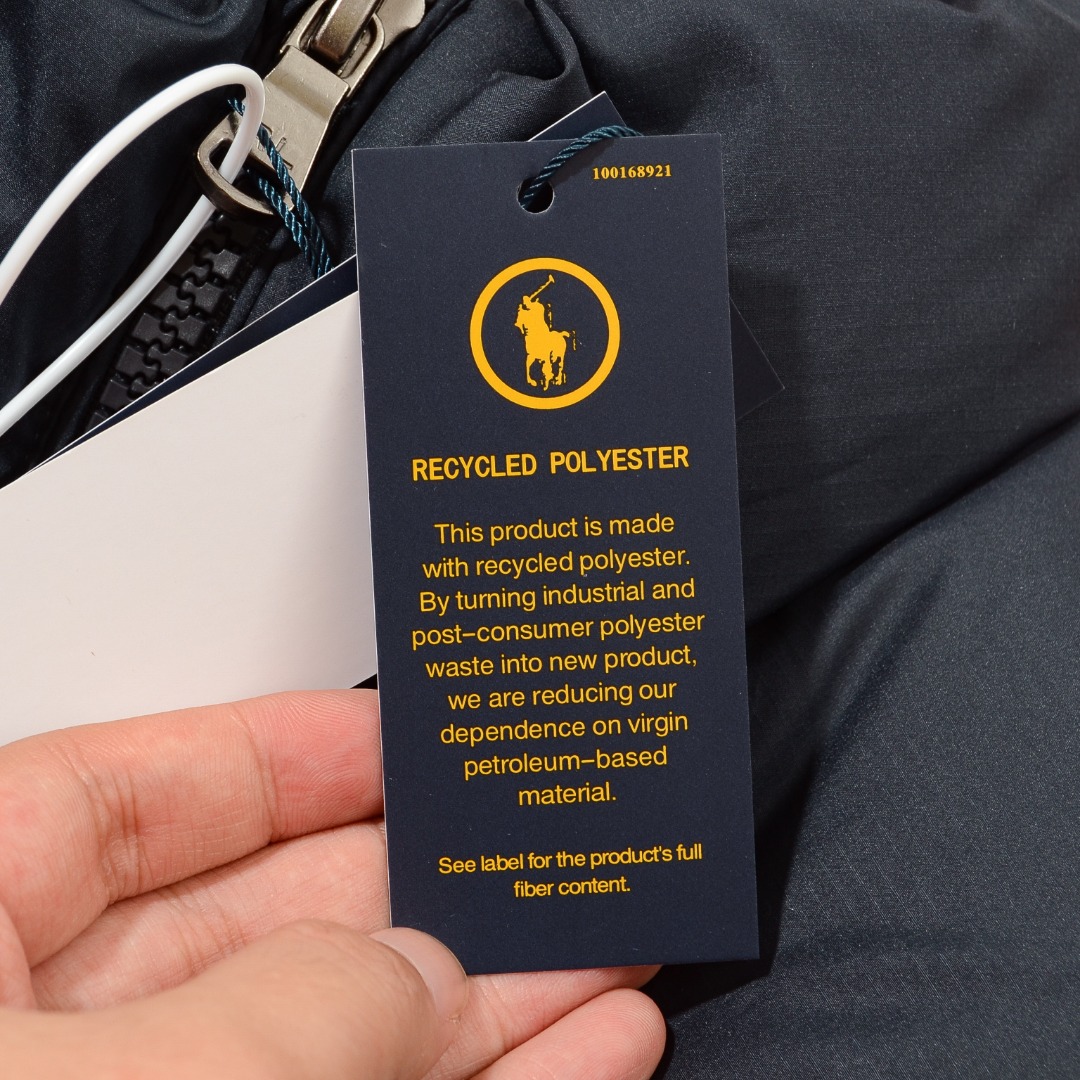 100168921
RECYCLED POLYESTER
This product is made
with recycled polyester.
By turning industrial and
post–consumer polyester
waste into new product,
we are reducing our
dependence on virgin
petroleum–based
material.
See label for the product's full
fiber content.